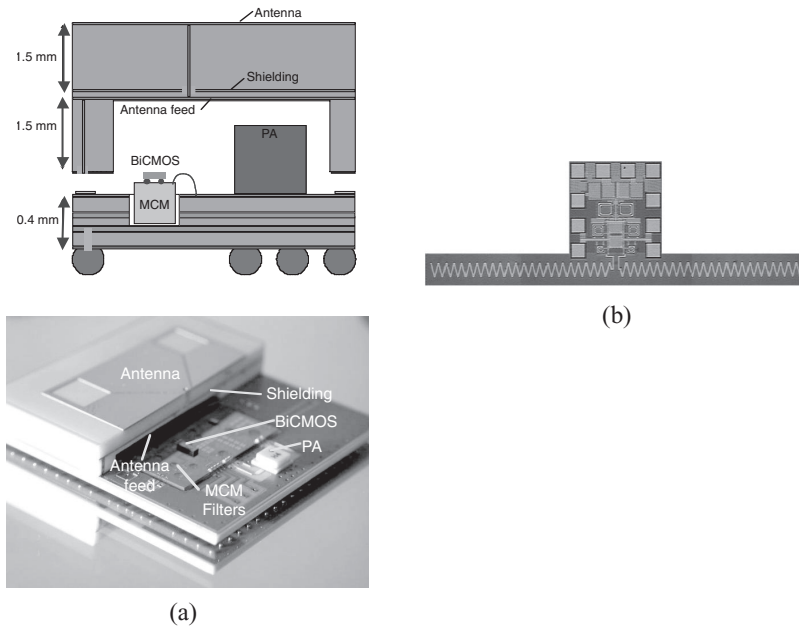 Antenna
1.5 mm
Shielding
Antenna feed
1.5 mm
PA
BiCMOS
MCM
0.4 mm
(b)
Antenna
Shielding
BiCMOS
PA
Antenna
feed
MCM
Filters
(a)